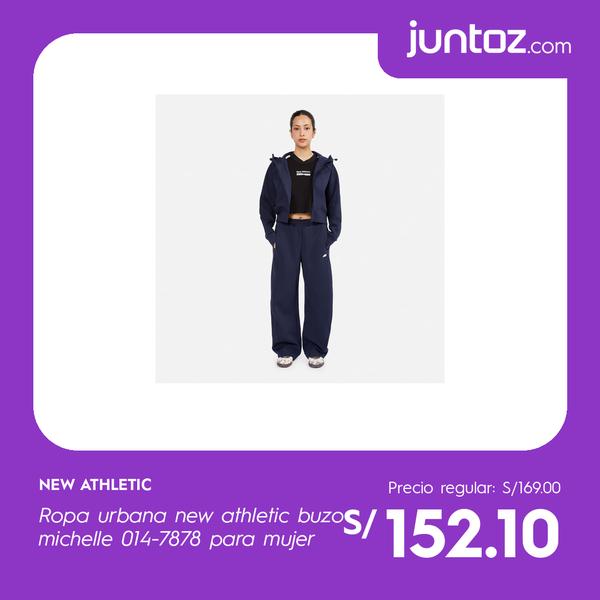 juntoz.com
NEW ATHLETIC
Ropa urbana new athletic buzo
michelle 014-7878 para mujer
Precio regular: S/169.00
S/152.10